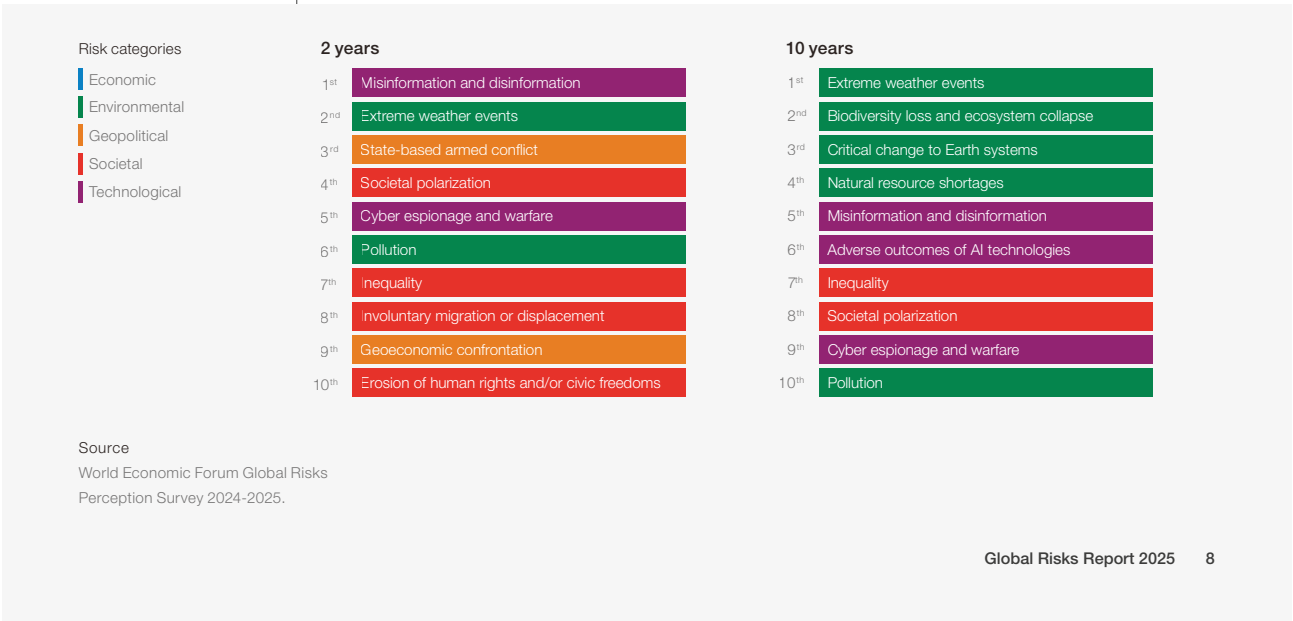 Risk categories
Economic
Environmental
Geopolitical
Societal
Technological
2 years
1st Misinformation and disinformation
2nd Extreme weather events
3rd State-based armed conflict
4th Societal polarization
5th Cyber espionage and warfare
6th Pollution
7th Inequality
8th Involuntary migration or displacement
9th Geoeconomic confrontation
10th Erosion of human rights and/or civic freedoms
10 years
1st Extreme weather events
2nd Biodiversity loss and ecosystem collapse
3rd Critical change to Earth systems
4th Natural resource shortages
5th Misinformation and disinformation
6th Adverse outcomes of AI technologies
7th Inequality
8th Societal polarization
9th Cyber espionage and warfare
10th Pollution
Source
World Economic Forum Global Risks
Perception Survey 2024-2025.
Global Risks Report 2025 8